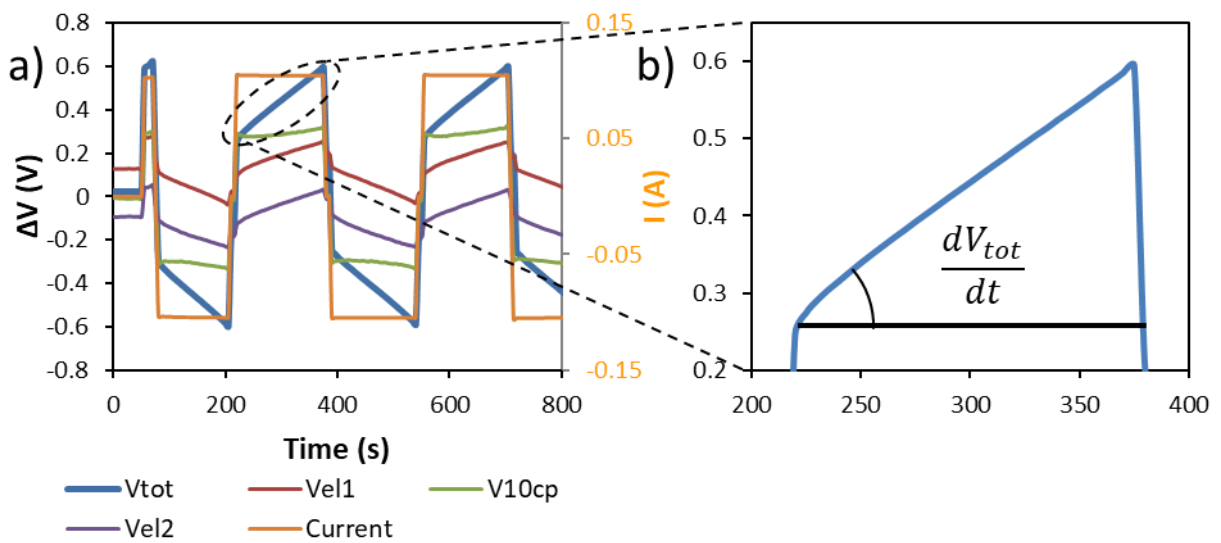 a)
ΔV (V)
0.8
0.6
0.4
0.2
0
-0.2
-0.4
-0.6
-0.8
0.15
0.05
-0.05
-0.15
I (A)
0 200 400 600 800
Time (s)
Vtot Vel1 V10cp
Vel2 Current
b)
0.6
0.5
0.4
0.3
0.2
dV_tot
dt
200 250 300 350 400